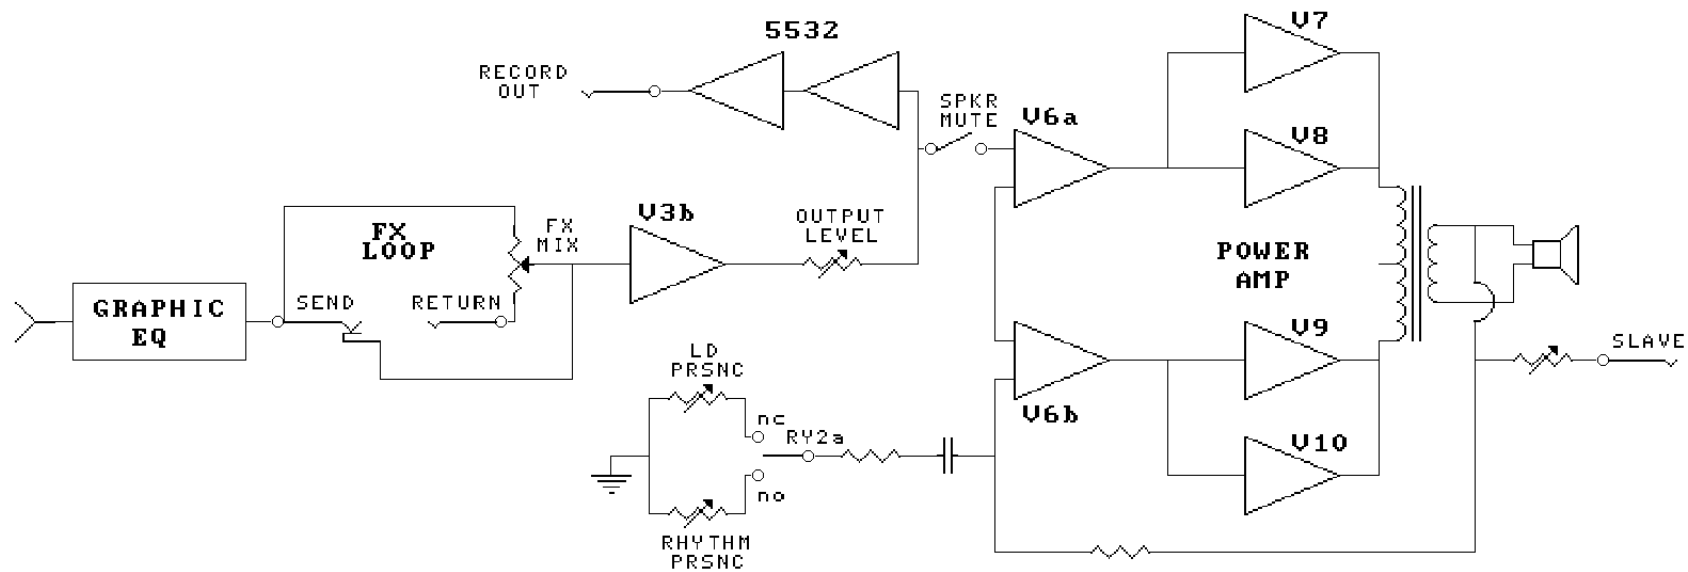 V7
5532
RECORD
OUT
SPKR
MUTE
V6a
V8
V3b
OUTPUT
LEVEL
FX
LOOP
FX
MIX
POWER
AMP
GRAPHIC
EQ
SEND
RETURN
V9
SLAVE
LD
PRSNC
nc
RY2a
V6b
V10
no
RHYTHM
PRSNC